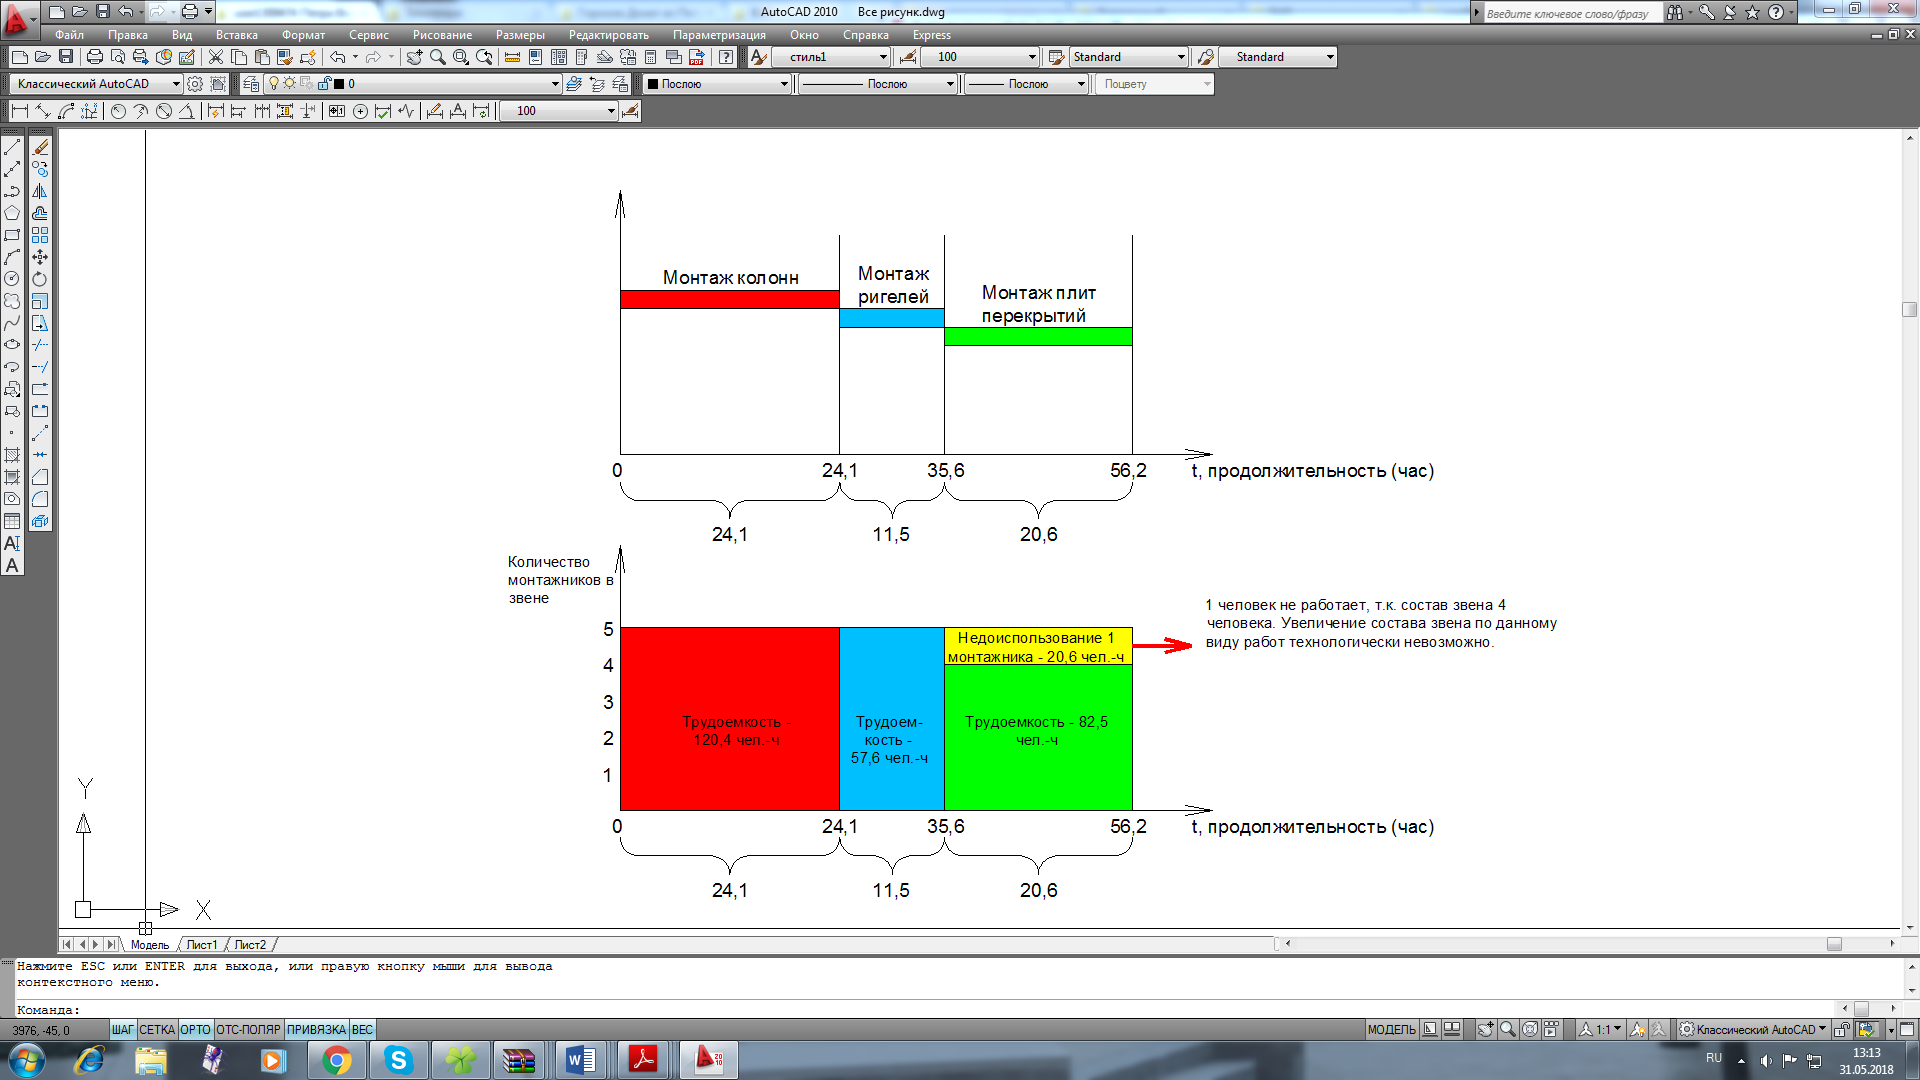 AutoCAD 2010 Все рисунк.dwg
Введите ключевое слово/фразу
Файл Правка Вид Вставка Формат Сервис Рисование Размеры Редактировать Параметризация Окно Справка Express
стиль1 100 Standard Standard
Классический AutoCAD 0 Послою Послою Послою Поцвету
100
Монтаж колонн
Монтаж
ригелей
Монтаж плит
перекрытий
0 24,1 35,6 56,2 t, продолжительность (час)
24,1 11,5 20,6
Количество
монтажников в
звене
5
4
3
2
1
Недоиспользование 1
монтажника - 20,6 чел.-ч
1 человек не работает, т.к. состав звена 4
человека. Увеличение состава звена по данному
виду работ технологически невозможно.
Трудоемкость -
120,4 чел.-ч
Трудоем-
кость -
57,6 чел.-ч
Трудоемкость - 82,5
чел.-ч
0 24,1 35,6 56,2 t, продолжительность (час)
24,1 11,5 20,6
Y
X
Модель Лист1 Лист2
Нажмите ESC или ENTER для выхода, или правую кнопку мыши для вывода
контекстного меню.
Команда:
3976, -45, 0 ШАГ СЕТКА ОРТО ОТС-ПОЛЯР ПРИВЯЗКА ВЕС МОДЕЛЬ 1:1 Классический AutoCAD
RU 13:13
31.05.2018